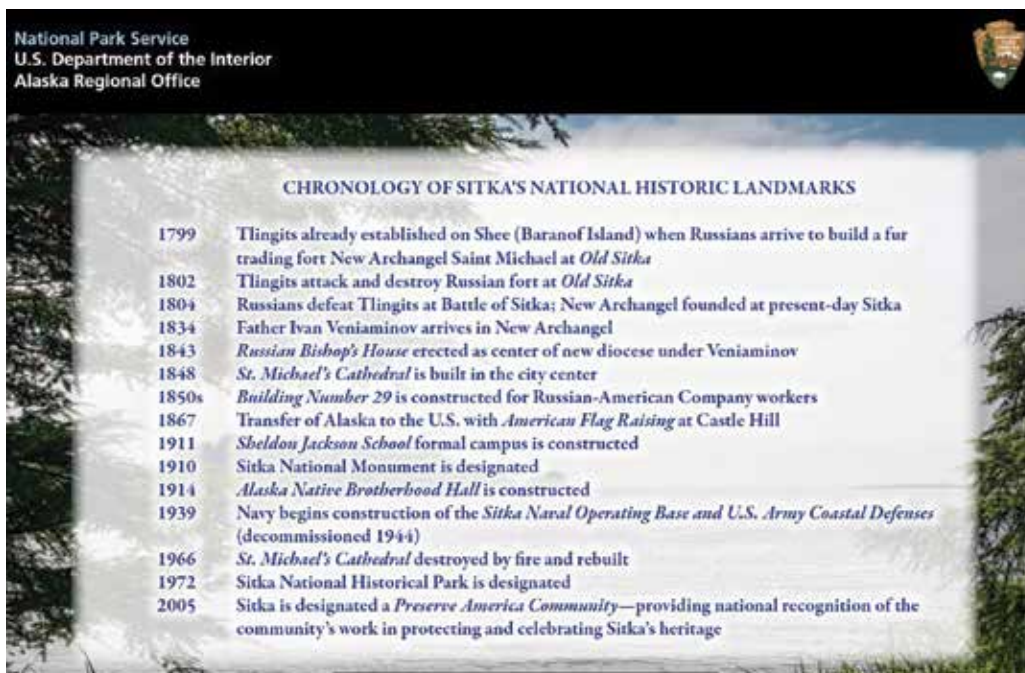 National Park Service
U.S. Department of the Interior
Alaska Regional Office
CHRONOLOGY OF SITKA'S NATIONAL HISTORIC LANDMARKS
1799 Tlingits already established on Shee (Baranof Island) when Russians arrive to build a fur
trading fort New Archangel Saint Michael at Old Sitka
1802 Tlingits attack and destroy Russian fort at Old Sitka
1804 Russians defeat Tlingits at Battle of Sitka; New Archangel founded at present-day Sitka
1834 Father Ivan Veniaminov arrives in New Archangel
1843 Russian Bishop's House erected as center of new diocese under Veniaminov
1848 St. Michael's Cathedral is built in the city center
1850s Building Number 29 is constructed for Russian-American Company workers
1867 Transfer of Alaska to the U.S. with American Flag Raising at Castle Hill
1911 Sheldon Jackson School formal campus is constructed
1910 Sitka National Monument is designated
1914 Alaska Native Brotherhood Hall is constructed
1939 Navy begins construction of the Sitka Naval Operating Base and U.S. Army Coastal Defenses
(decommissioned 1944)
1966 St. Michael's Cathedral destroyed by fire and rebuilt
1972 Sitka National Historical Park is designated
2005 Sitka is designated a Preserve America Community—providing national recognition of the
community's work in protecting and celebrating Sitka's heritage